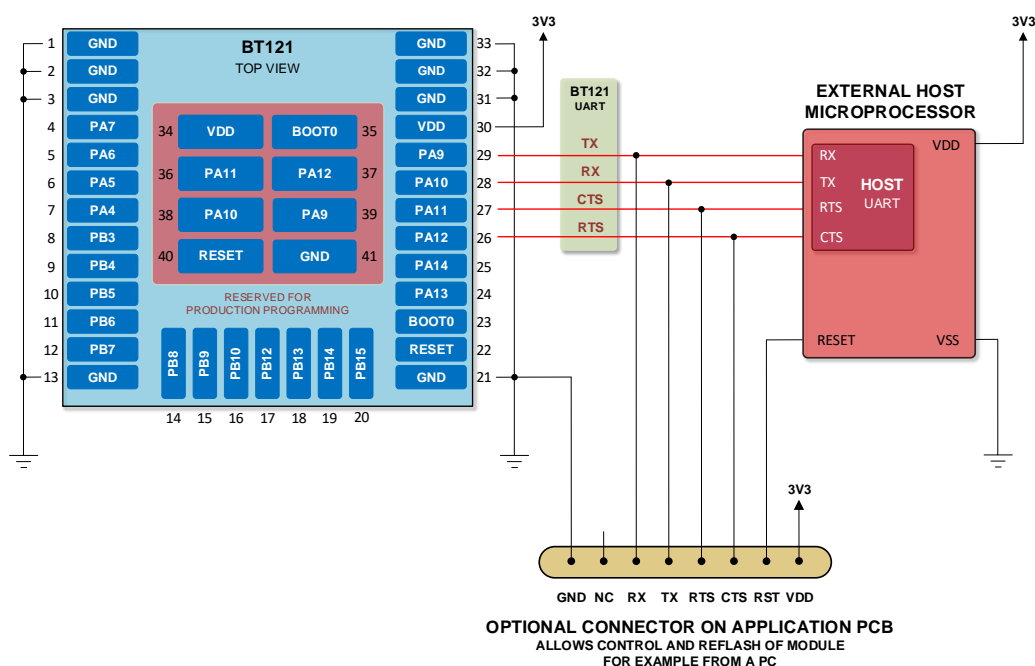 BT121
TOP VIEW
3V3
3V3
1 GND
2 GND
3 GND
4 PA7
5 PA6
6 PA5
7 PA4
8 PB3
9 PB4
10 PB5
11 PB6
12 PB7
13 GND
34 VDD BOOT0 35
36 PA11 PA12 37
38 PA10 PA9 39
40 RESET GND 41
RESERVED FOR
PRODUCTION PROGRAMMING
PB8 PB9 PB10 PB12 PB13 PB14 PB15
14 15 16 17 18 19 20
GND 33
GND 32
GND 31
VDD 30
PA9 29
PA10 28
PA11 27
PA12 26
PA14 25
PA13 24
BOOT0 23
RESET 22
GND 21
BT121
UART
TX
RX
CTS
RTS
EXTERNAL HOST
MICROPROCESSOR
VDD
RX
TX
RTS
CTS
HOST
UART
RESET VSS
3V3
GND NC RX TX RTS CTS RST VDD
OPTIONAL CONNECTOR ON APPLICATION PCB
ALLOWS CONTROL AND REFLASH OF MODULE
FOR EXAMPLE FROM A PC